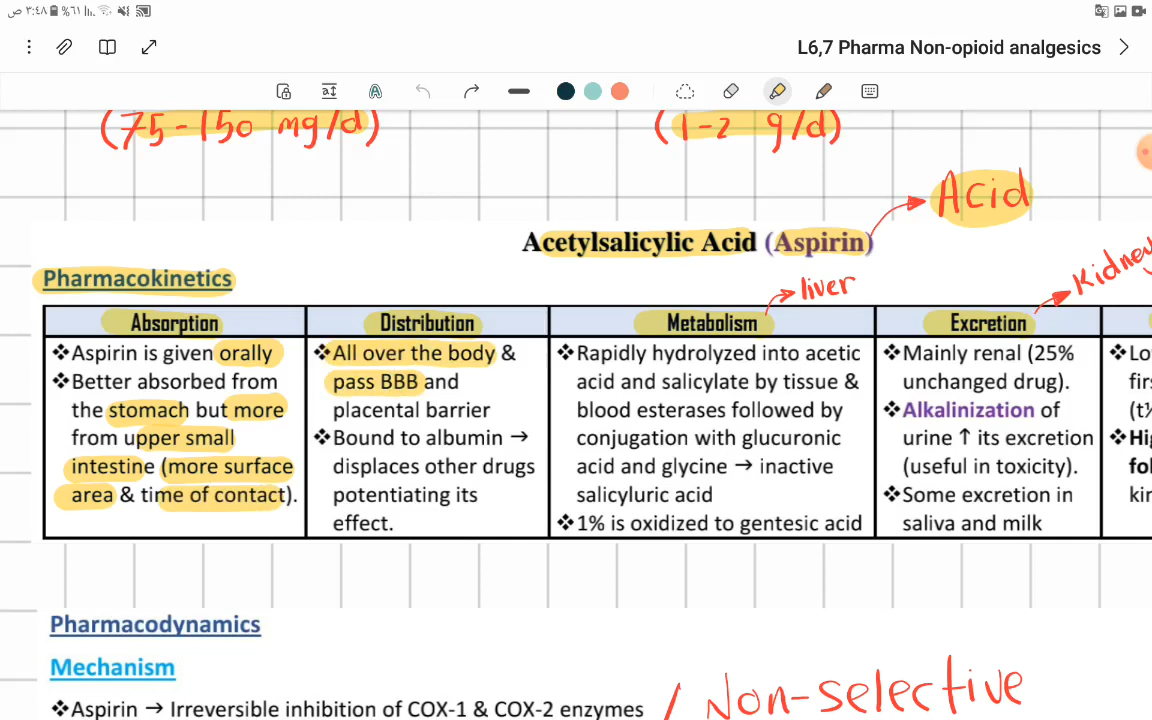 ٣:٤٨ ص ٦١%
L6,7 Pharma Non-opioid analgesics
(75-150 mg/d) (1-2 g/d)
Acid
Acetylsalicylic Acid (Aspirin)
Pharmacokinetics
liver
Kidney
Absorption
❖Aspirin is given orally
❖Better absorbed from
the stomach but more
from upper small
intestine (more surface
area & time of contact).
Distribution
❖All over the body &
pass BBB and
placental barrier
❖Bound to albumin →
displaces other drugs
potentiating its
effect.
Metabolism
❖Rapidly hydrolyzed into acetic
acid and salicylate by tissue &
blood esterases followed by
conjugation with glucuronic
acid and glycine → inactive
salicyluric acid
❖1% is oxidized to gentesic acid
Excretion
❖Mainly renal (25%
unchanged drug).
❖Alkalinization of
urine ↑ its excretion
(useful in toxicity).
❖Some excretion in
saliva and milk
Pharmacodynamics
Mechanism
Non-selective
❖Aspirin → Irreversible inhibition of COX-1 & COX-2 enzymes